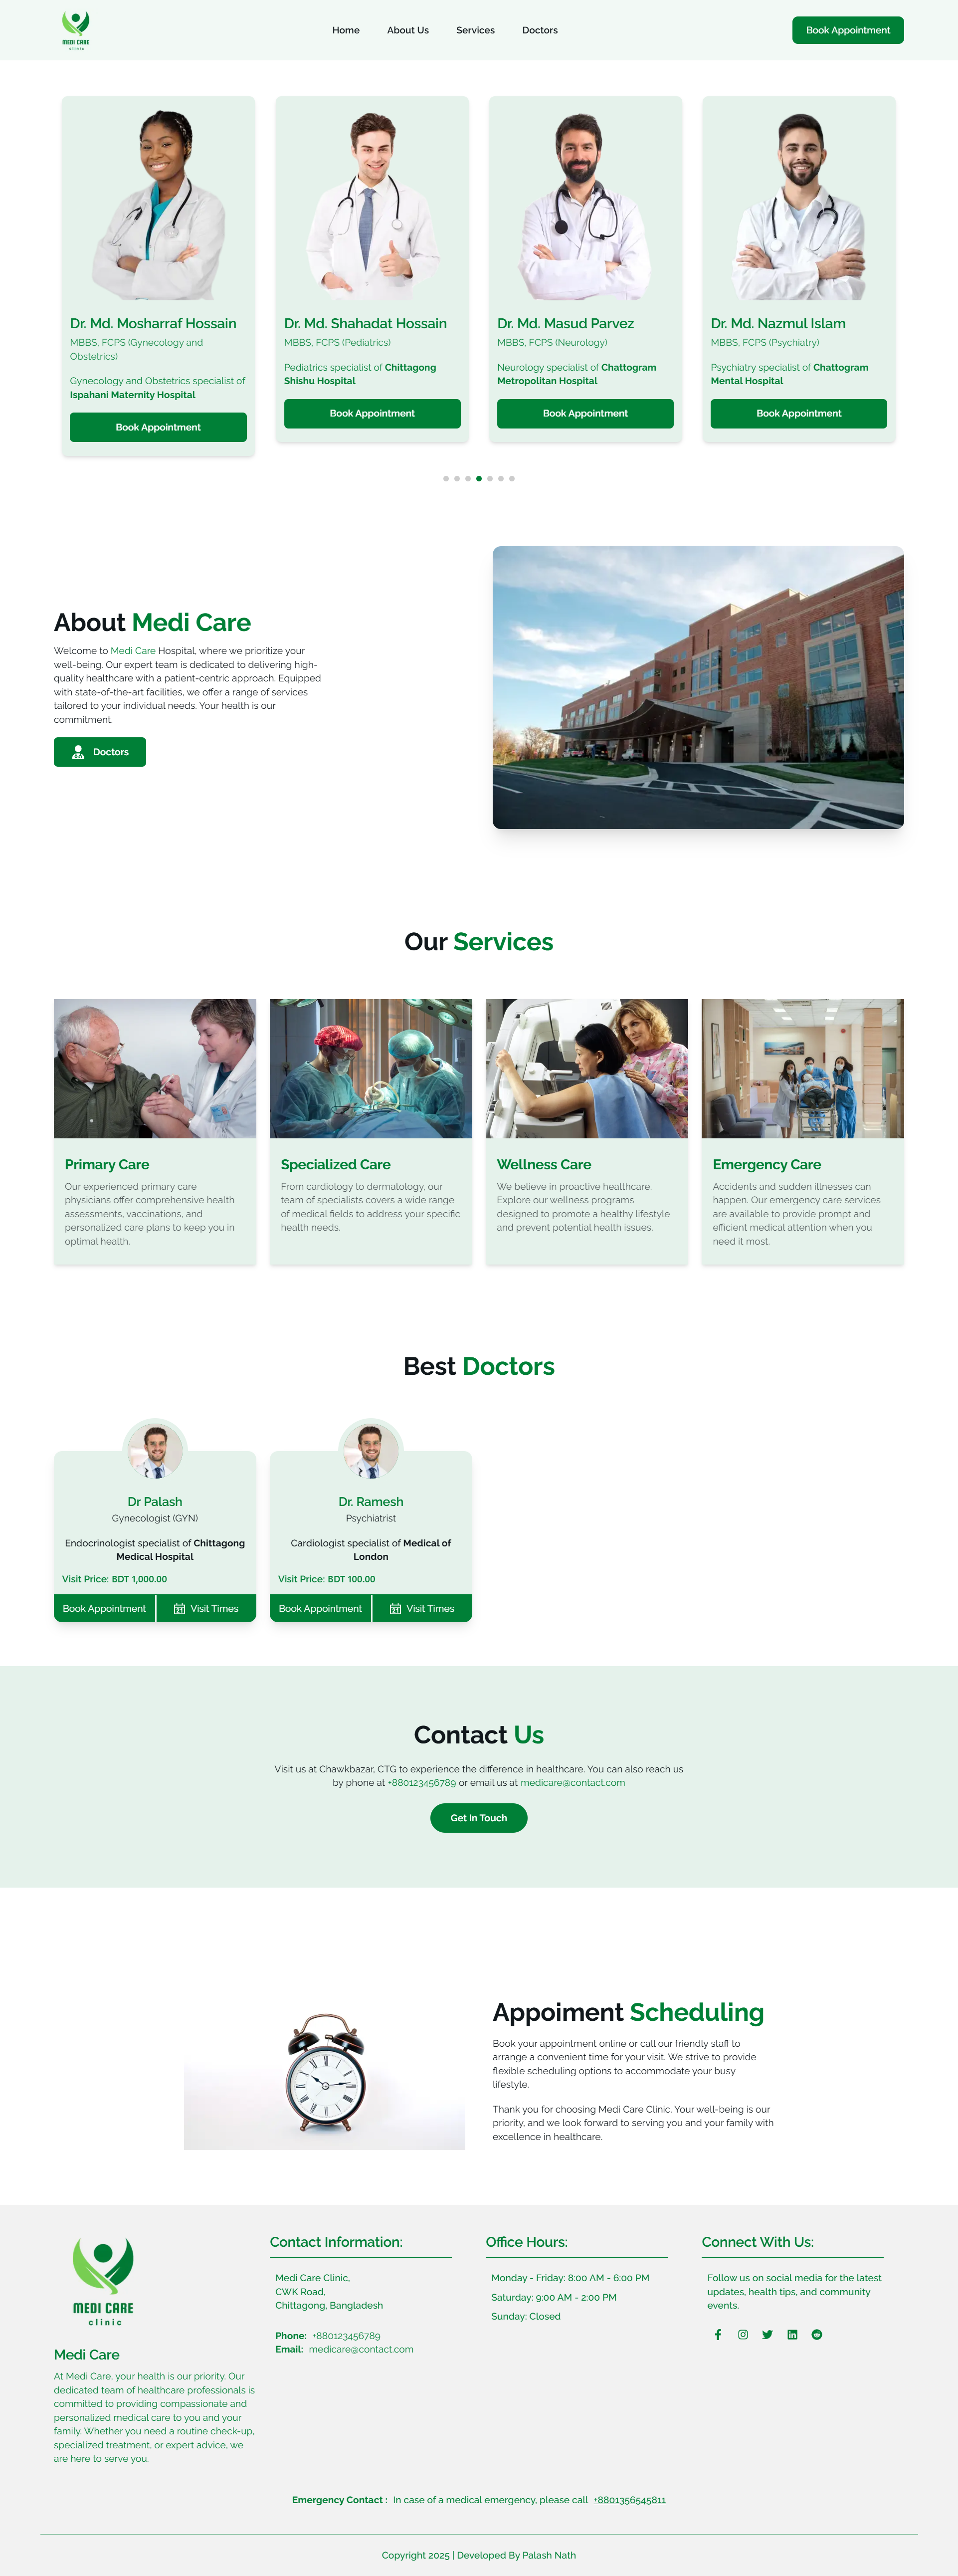 MEDI CARE
clinic
Home About Us Services Doctors
Book Appointment
Dr. Md. Mosharraf Hossain
MBBS, FCPS (Gynecology and
Obstetrics)
Gynecology and Obstetrics specialist of
Ispahani Maternity Hospital
Book Appointment
Dr. Md. Shahadat Hossain
MBBS, FCPS (Pediatrics)
Pediatrics specialist of Chittagong
Shishu Hospital
Book Appointment
Dr. Md. Masud Parvez
MBBS, FCPS (Neurology)
Neurology specialist of Chattogram
Metropolitan Hospital
Book Appointment
Dr. Md. Nazmul Islam
MBBS, FCPS (Psychiatry)
Psychiatry specialist of Chattogram
Mental Hospital
Book Appointment
About Medi Care
Welcome to Medi Care Hospital, where we prioritize your
well-being. Our expert team is dedicated to delivering high-
quality healthcare with a patient-centric approach. Equipped
with state-of-the-art facilities, we offer a range of services
tailored to your individual needs. Your health is our
commitment.
Doctors
Our Services
Primary Care
Our experienced primary care
physicians offer comprehensive health
assessments, vaccinations, and
personalized care plans to keep you in
optimal health.
Specialized Care
From cardiology to dermatology, our
team of specialists covers a wide range
of medical fields to address your specific
health needs.
Wellness Care
We believe in proactive healthcare.
Explore our wellness programs
designed to promote a healthy lifestyle
and prevent potential health issues.
Emergency Care
Accidents and sudden illnesses can
happen. Our emergency care services
are available to provide prompt and
efficient medical attention when you
need it most.
Best Doctors
Dr Palash
Gynecologist (GYN)
Endocrinologist specialist of Chittagong
Medical Hospital
Visit Price: BDT 1,000.00
Book Appointment Visit Times
Dr. Ramesh
Psychiatrist
Cardiologist specialist of Medical of
London
Visit Price: BDT 100.00
Book Appointment Visit Times
Contact Us
Visit us at Chawkbazar, CTG to experience the difference in healthcare. You can also reach us
by phone at +880123456789 or email us at medicare@contact.com
Get In Touch
Appoiment Scheduling
Book your appointment online or call our friendly staff to
arrange a convenient time for your visit. We strive to provide
flexible scheduling options to accommodate your busy
lifestyle.
Thank you for choosing Medi Care Clinic. Your well-being is our
priority, and we look forward to serving you and your family with
excellence in healthcare.
MEDI CARE
clinic
Medi Care
At Medi Care, your health is our priority. Our
dedicated team of healthcare professionals is
committed to providing compassionate and
personalized medical care to you and your
family. Whether you need a routine check-up,
specialized treatment, or expert advice, we
are here to serve you.
Contact Information:
Medi Care Clinic,
CWK Road,
Chittagong, Bangladesh
Phone: +880123456789
Email: medicare@contact.com
Office Hours:
Monday - Friday: 8:00 AM - 6:00 PM
Saturday: 9:00 AM - 2:00 PM
Sunday: Closed
Connect With Us:
Follow us on social media for the latest
updates, health tips, and community
events.
Emergency Contact : In case of a medical emergency, please call +8801356545811
Copyright 2025 | Developed By Palash Nath